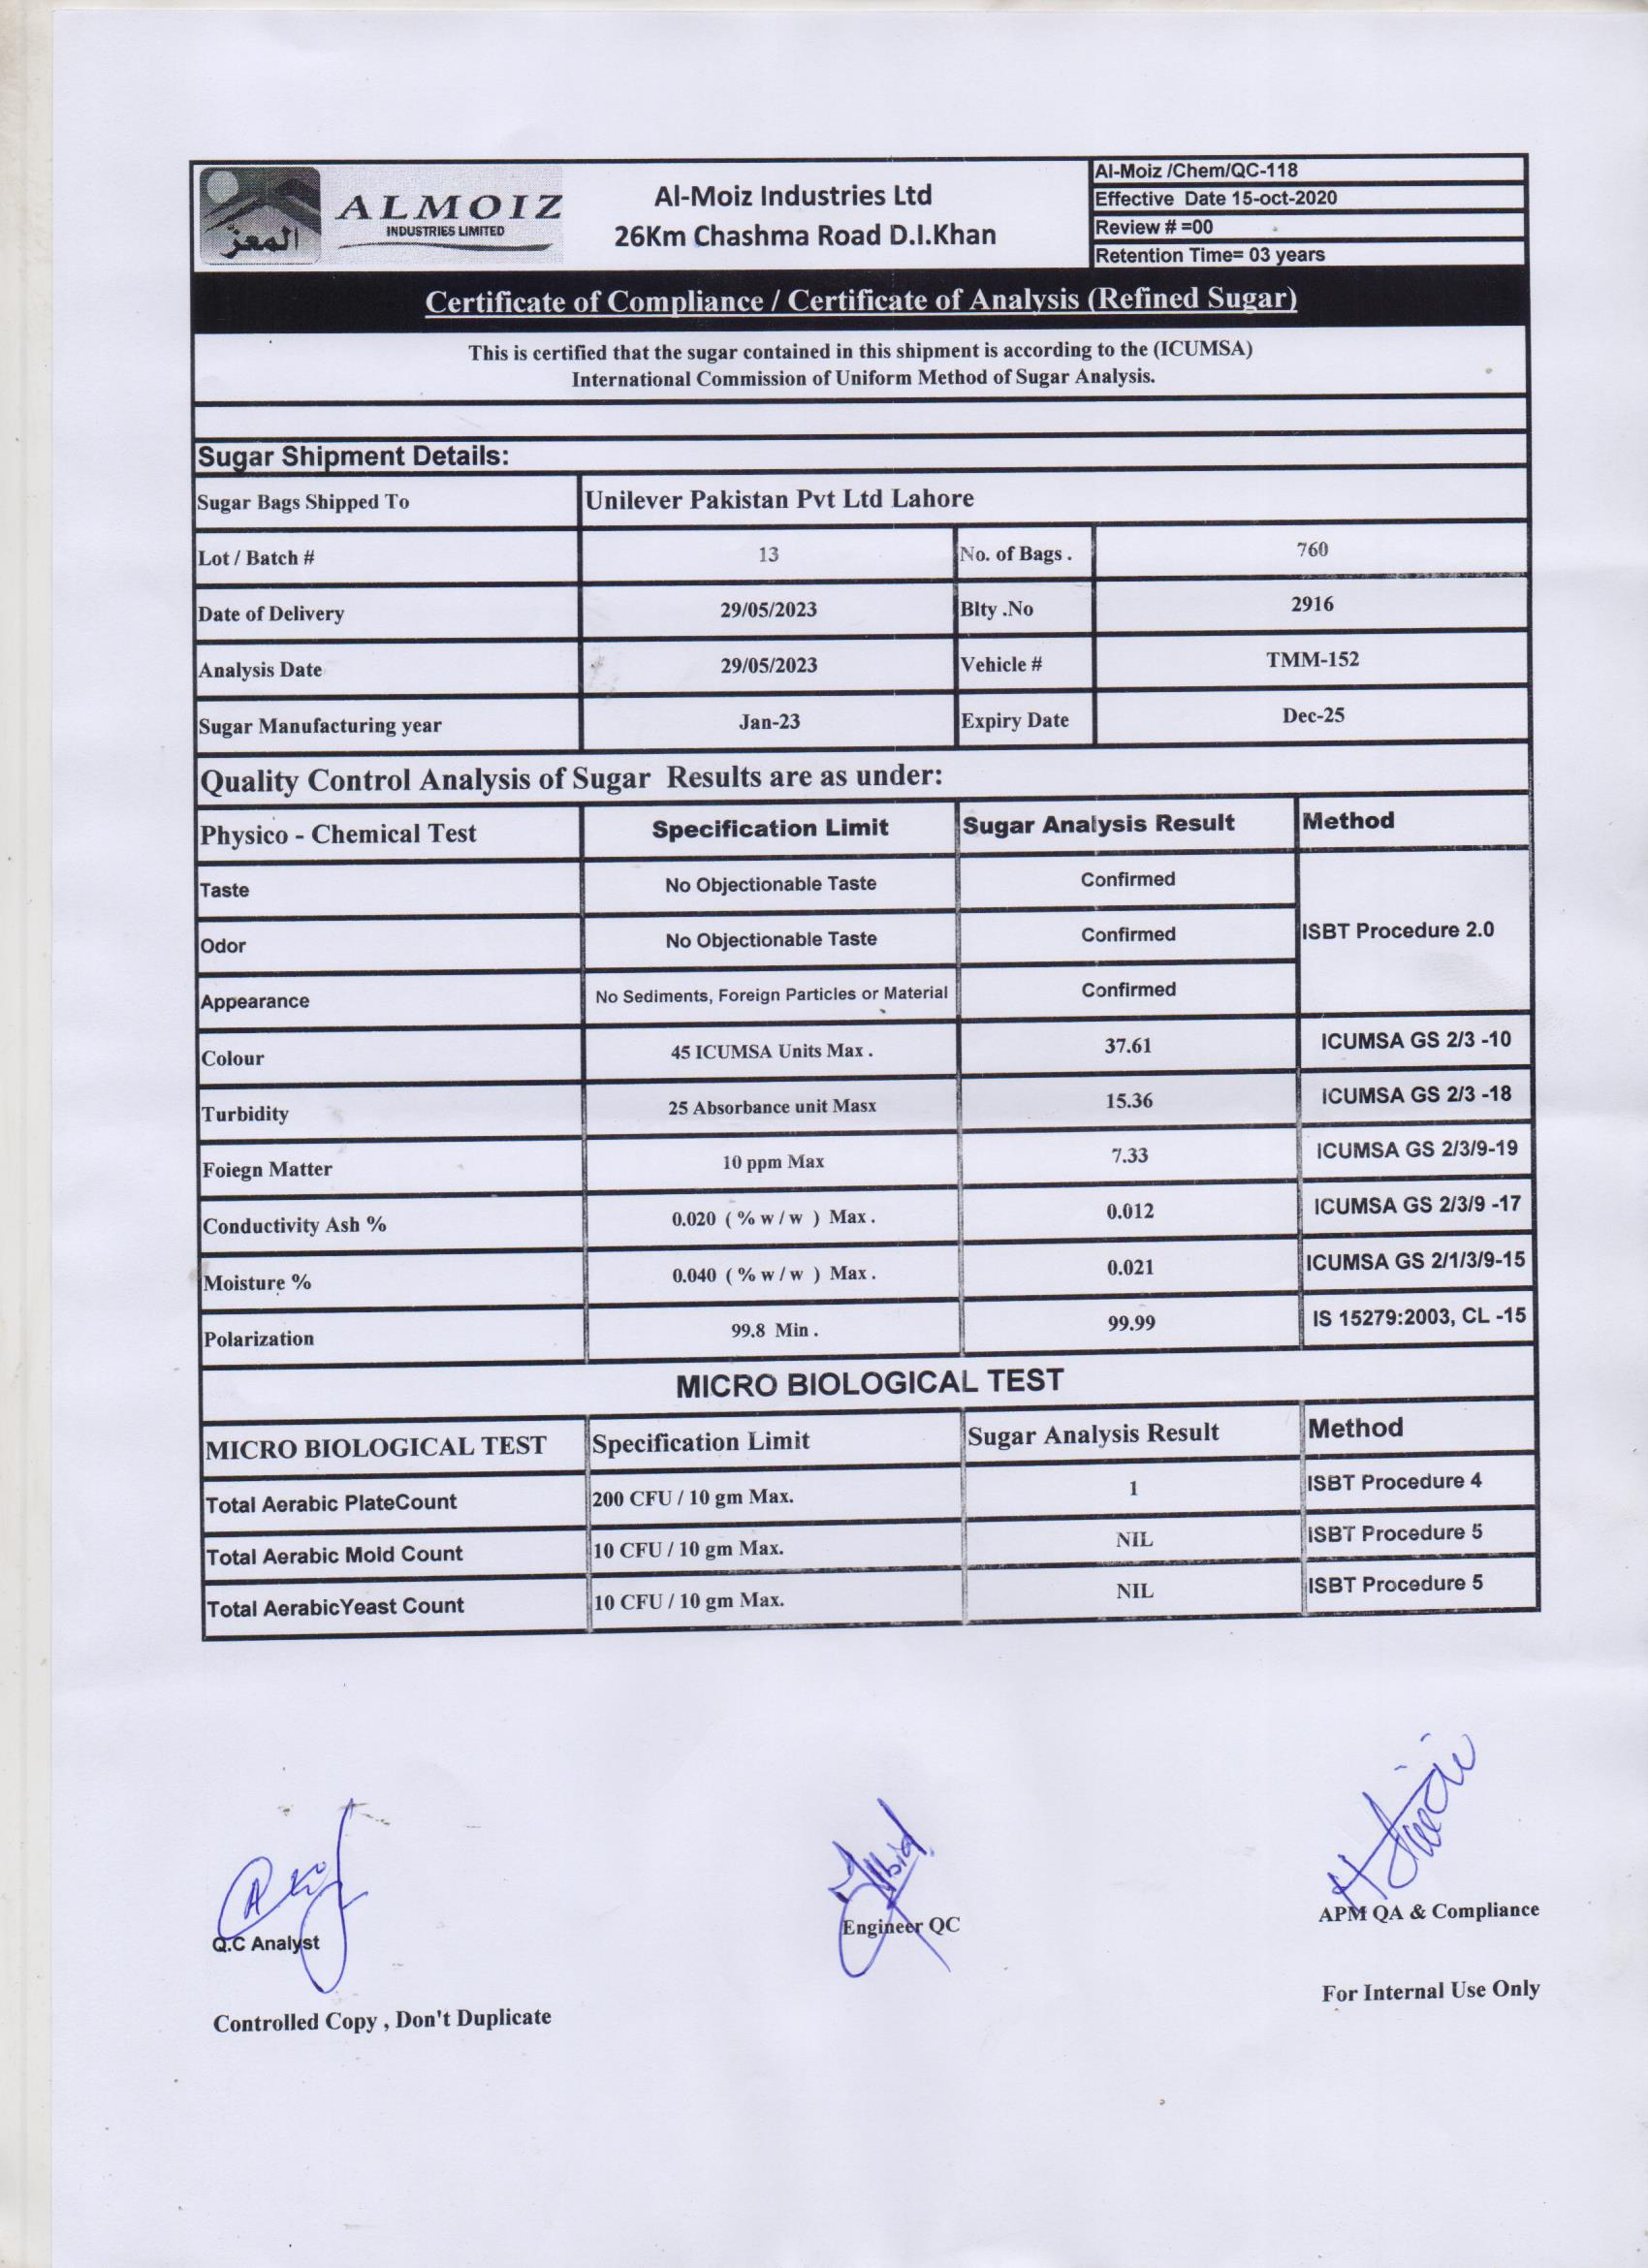 المعز
ALMOIZ
INDUSTRIES LIMITED
Al-Moiz Industries Ltd
26Km Chashma Road D.I.Khan
Al-Moiz /Chem/QC-118
Effective Date 15-oct-2020
Review # =00
Retention Time= 03 years
Certificate of Compliance / Certificate of Analysis (Refined Sugar)
This is certified that the sugar contained in this shipment is according to the (ICUMSA)
International Commission of Uniform Method of Sugar Analysis.
Sugar Shipment Details:
Sugar Bags Shipped To Unilever Pakistan Pvt Ltd Lahore
Lot / Batch # 13 No. of Bags . 760
Date of Delivery 29/05/2023 Blty .No 2916
Analysis Date 29/05/2023 Vehicle # TMM-152
Sugar Manufacturing year Jan-23 Expiry Date Dec-25
Quality Control Analysis of Sugar Results are as under:
Physico - Chemical Test Specification Limit Sugar Analysis Result Method
Taste No Objectionable Taste Confirmed
Odor No Objectionable Taste Confirmed ISBT Procedure 2.0
Appearance No Sediments, Foreign Particles or Material Confirmed
Colour 45 ICUMSA Units Max . 37.61 ICUMSA GS 2/3 -10
Turbidity 25 Absorbance unit Masx 15.36 ICUMSA GS 2/3 -18
Foiegn Matter 10 ppm Max 7.33 ICUMSA GS 2/3/9-19
Conductivity Ash % 0.020 ( % w / w ) Max . 0.012 ICUMSA GS 2/3/9 -17
Moisture % 0.040 ( % w / w ) Max . 0.021 ICUMSA GS 2/1/3/9-15
Polarization 99.8 Min . 99.99 IS 15279:2003, CL -15
MICRO BIOLOGICAL TEST
MICRO BIOLOGICAL TEST Specification Limit Sugar Analysis Result Method
Total Aerabic PlateCount 200 CFU / 10 gm Max. 1 ISBT Procedure 4
Total Aerabic Mold Count 10 CFU / 10 gm Max. NIL ISBT Procedure 5
Total AerabicYeast Count 10 CFU / 10 gm Max. NIL ISBT Procedure 5
Q.C Analyst Engineer QC APM QA & Compliance
Controlled Copy , Don't Duplicate For Internal Use Only